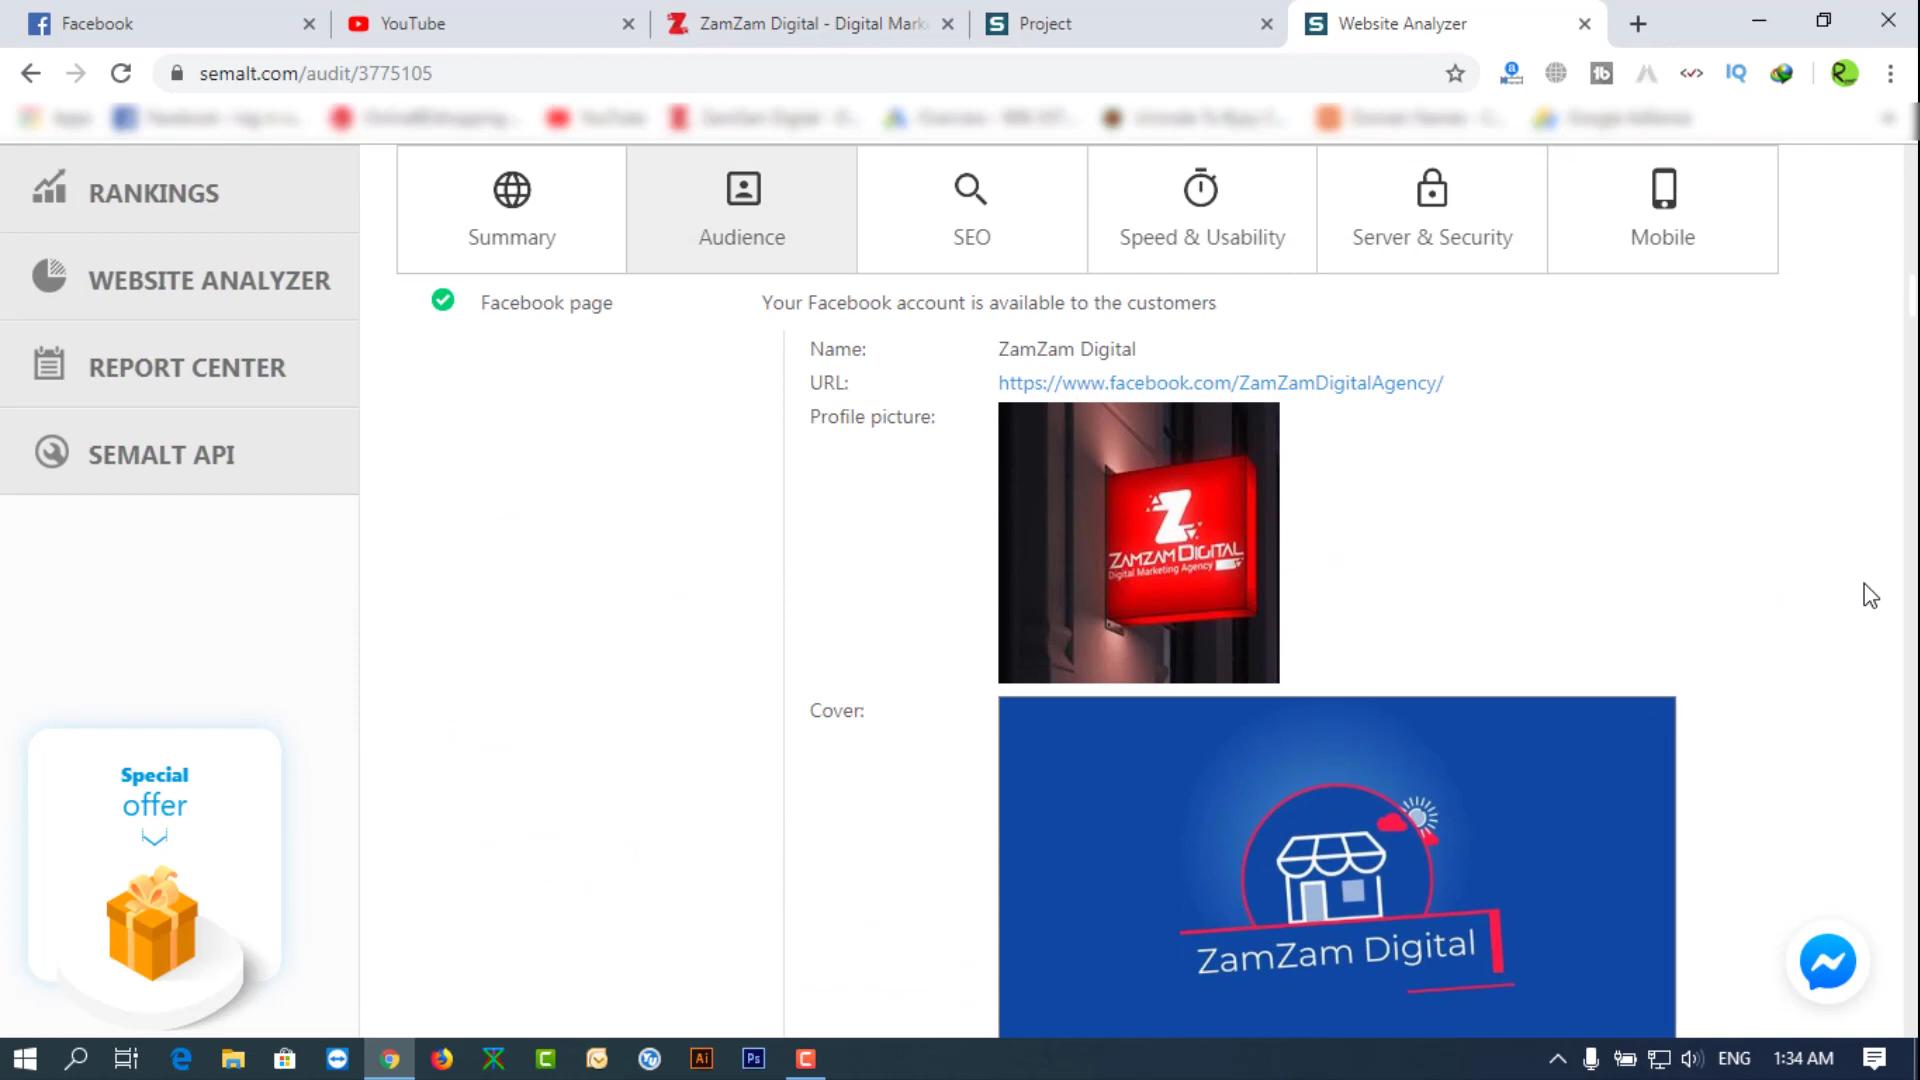 Facebook
YouTube
ZamZam Digital - Digital Mark
Project
Website Analyzer
semalt.com/audit/3775105
RANKINGS
WEBSITE ANALYZER
REPORT CENTER
SEMALT API
Summary
Audience
SEO
Speed & Usability
Server & Security
Mobile
Facebook page
Your Facebook account is available to the customers
Name:
ZamZam Digital
URL:
https://www.facebook.com/ZamZamDigitalAgency/
Profile picture:
Z
ZAMZAM DIGITAL
Digital Marketing Agency
Cover:
ZamZam Digital
Special
offer
ENG
1:34 AM